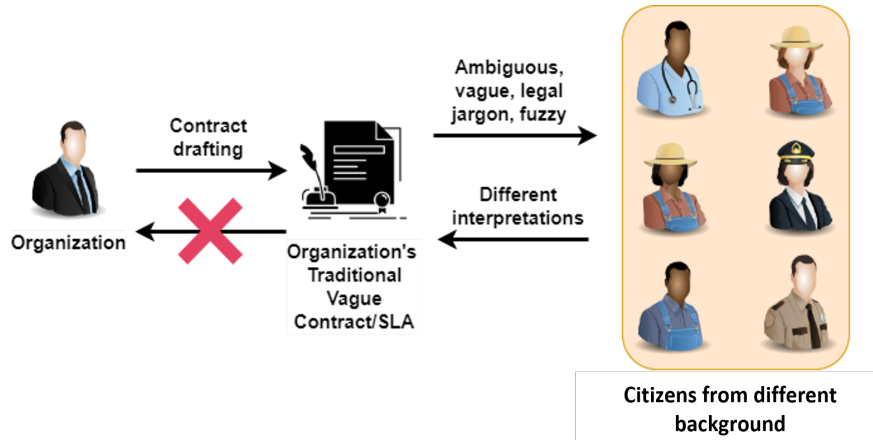 Contract
drafting
Organization
Organization's
Traditional
Vague
Contract/SLA
Ambiguous,
vague, legal
jargon, fuzzy
Different
interpretations
Citizens from different
background